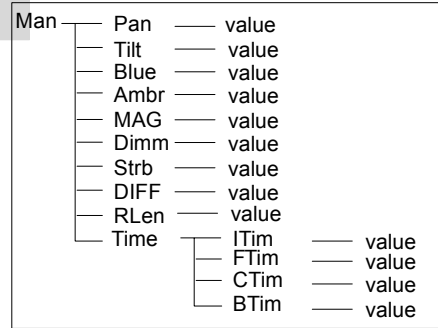 Man Pan value
Tilt value
Blue value
Ambr value
MAG value
Dimm value
Strb value
DIFF value
RLen value
Time ITim value
FTim value
CTim value
BTim value